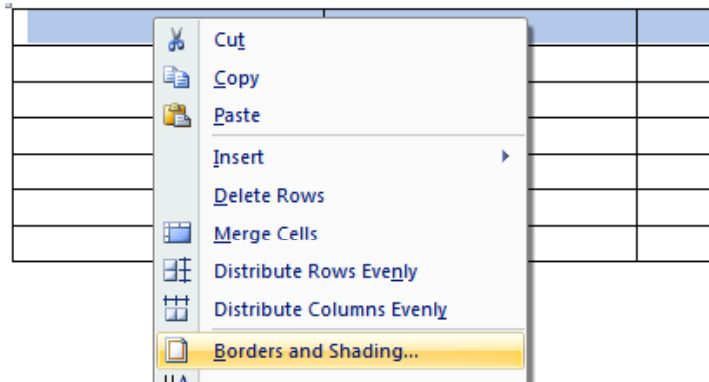 Cut
Copy
Paste
Insert
Delete Rows
Merge Cells
Distribute Rows Evenly
Distribute Columns Evenly
Borders and Shading...